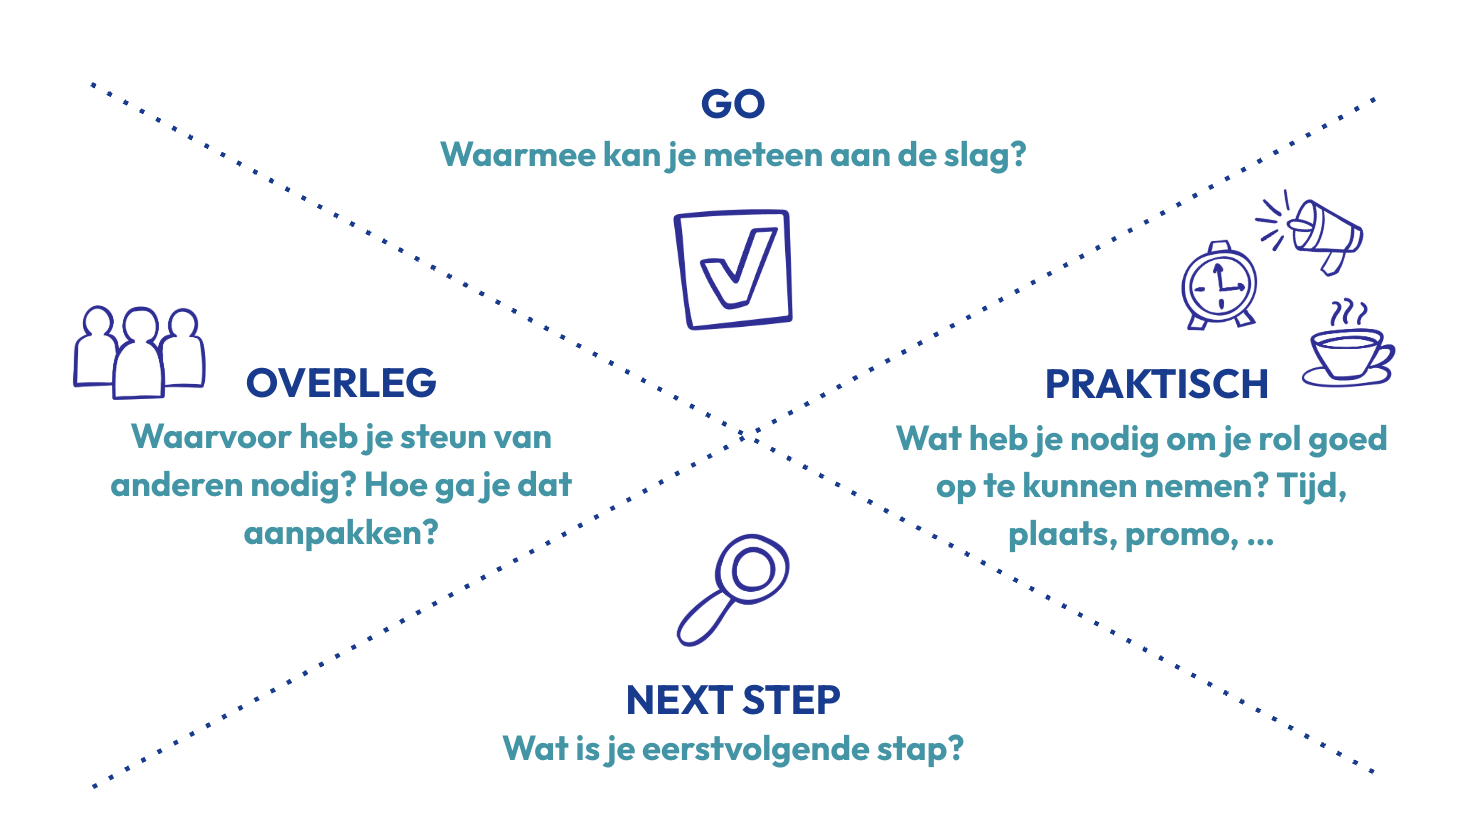 GO
Waarmee kan je meteen aan de slag?
OVERLEG
Waarvoor heb je steun van
anderen nodig? Hoe ga je dat
aanpakken?
PRAKTISCH
Wat heb je nodig om je rol goed
op te kunnen nemen? Tijd,
plaats, promo, ...
NEXT STEP
Wat is je eerstvolgende stap?